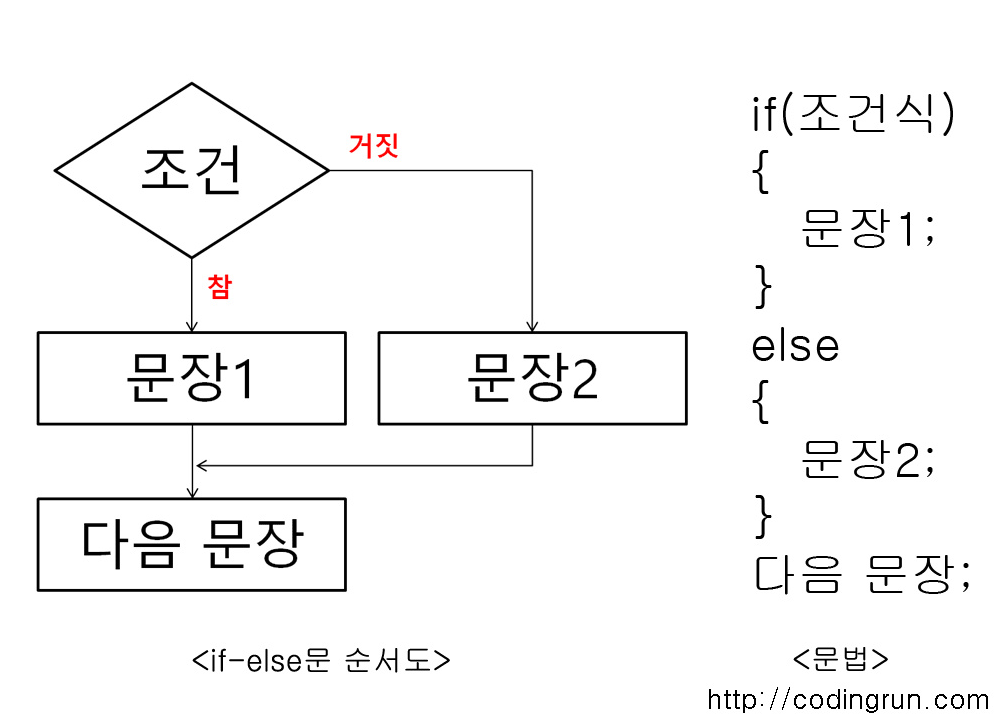 조건
거짓
참
문장1
문장2
다음 문장
<if-else문 순서도>
if(조건식)
{
문장1;
}
else
{
문장2;
}
다음 문장;
<문법>
http://codingrun.com